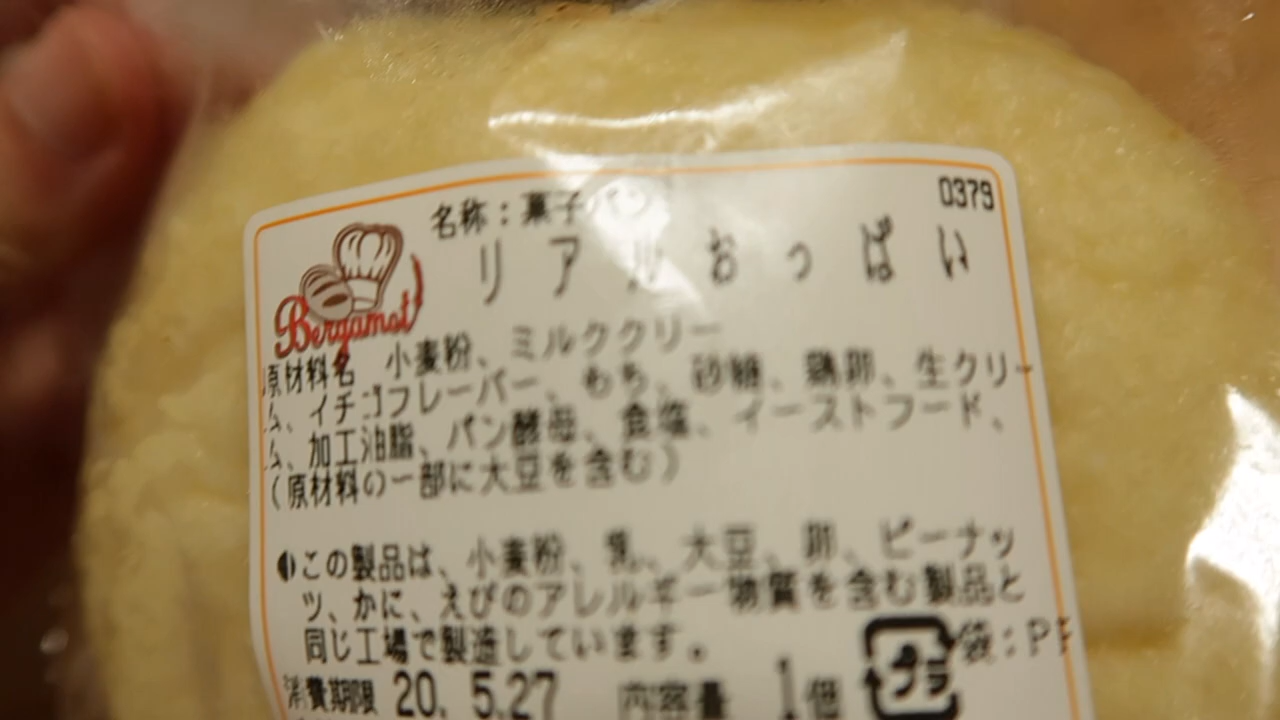 0379
名称：菓子パン
リアルおっぱい
Bergamot
原材料名 小麦粉、ミルククリー
ム、イチゴフレーバー、もち、砂糖、鶏卵、生クリー
ム、加工油脂、パン酵母、食塩、イーストフード、
（原材料の一部に大豆を含む）
●この製品は、小麦粉、乳、大豆、卵、ピーナッ
ツ、かに、えびのアレルギー物質を含む製品と
同じ工場で製造しています。
プラ 袋：PP
消費期限 20. 5.27 内容量 1個